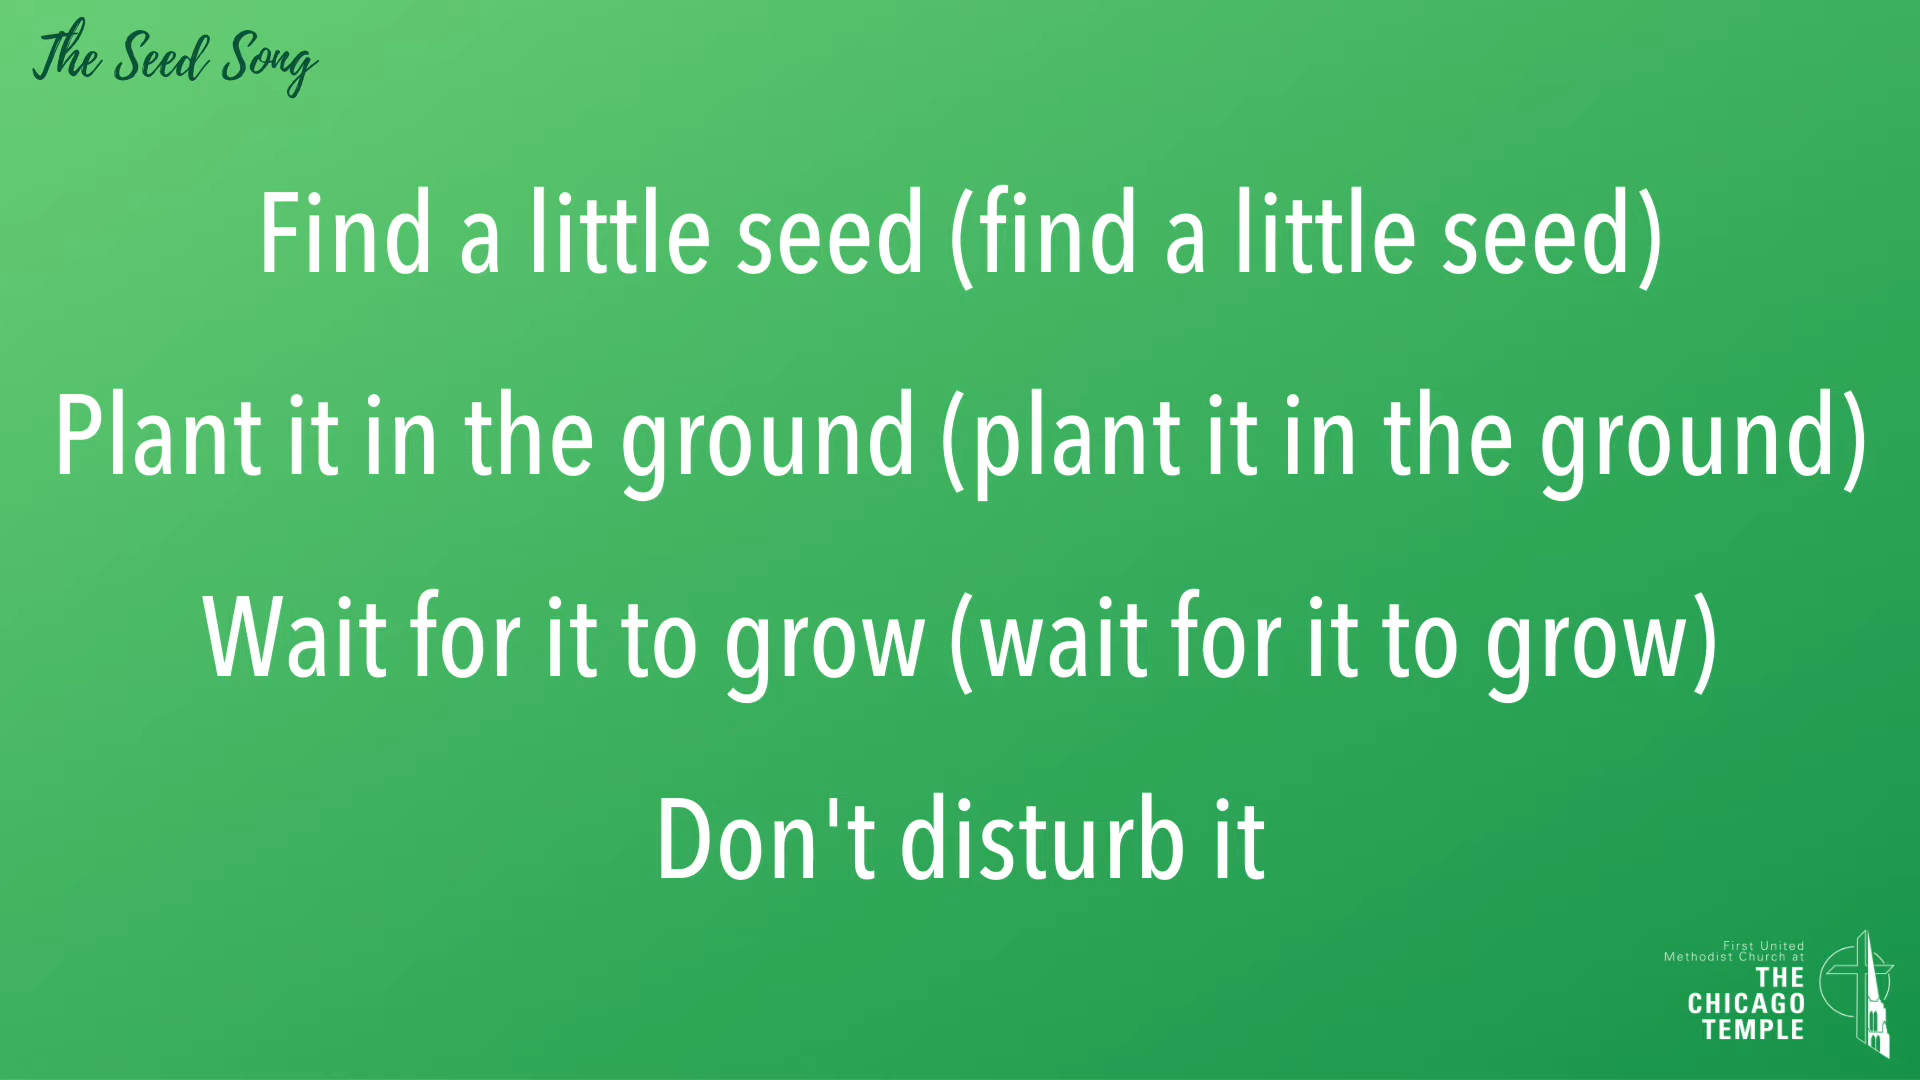 The Seed Song
Find a little seed (find a little seed)
Plant it in the ground (plant it in the ground)
Wait for it to grow (wait for it to grow)
Don't disturb it
First United
Methodist Church at
THE
CHICAGO
TEMPLE